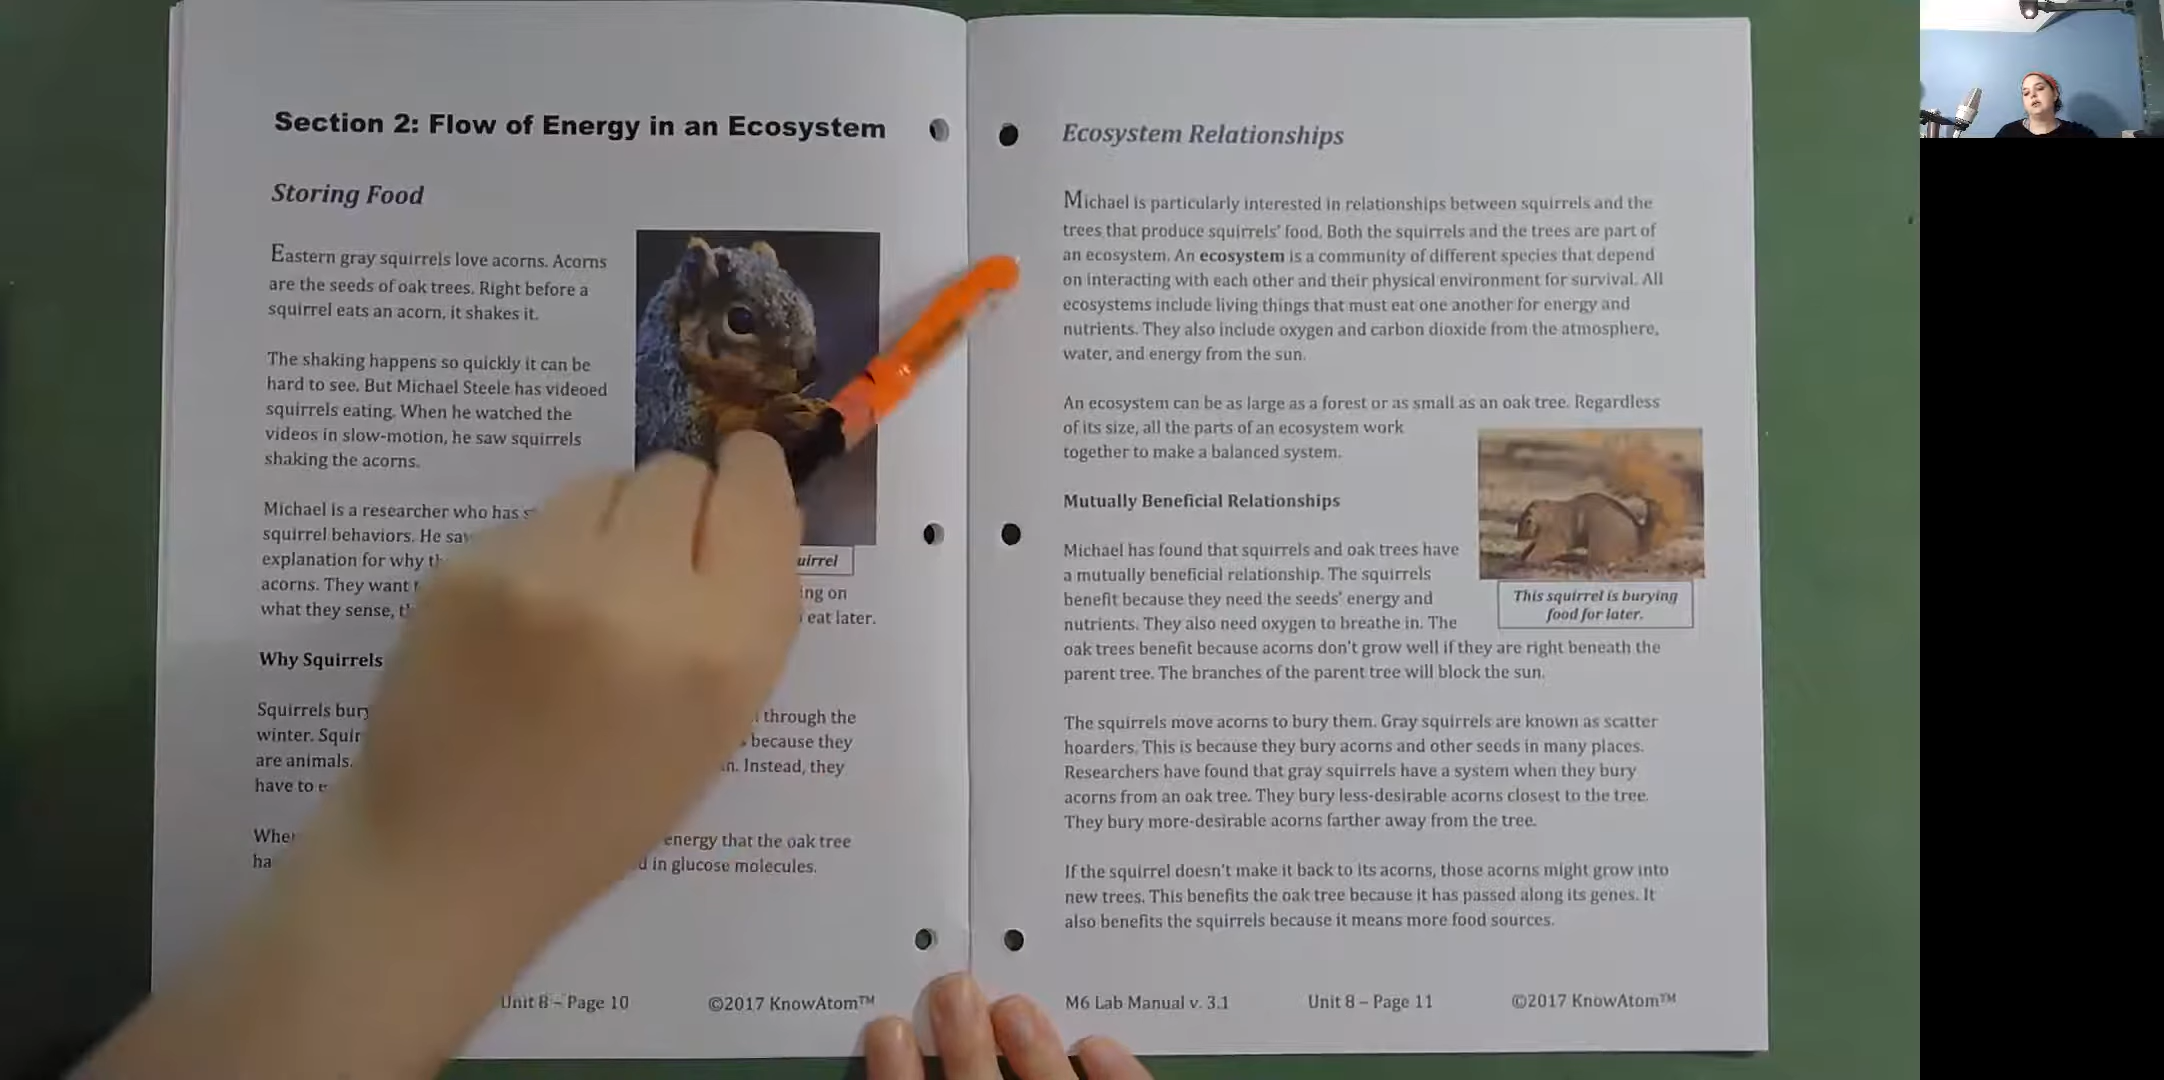 Section 2: Flow of Energy in an Ecosystem
Storing Food
Eastern gray squirrels love acorns. Acorns
are the seeds of oak trees. Right before a
squirrel eats an acorn, it shakes it.
The shaking happens so quickly it can be
hard to see. But Michael Steele has videoed
squirrels eating. When he watched the
videos in slow-motion, he saw squirrels
shaking the acorns.
Michael is a researcher who has
squirrel behaviors. He
explanation for why
acorns. They want
what they sense,
uirrel
ing on
eat later.
Why Squirrels
Squirrels through the
winter. because they
are animals. Instead, they
have to
energy that the oak tree
in glucose molecules.
Unit 8 – Page 10 ©2017 KnowAtom™
Ecosystem Relationships
Michael is particularly interested in relationships between squirrels and the
trees that produce squirrels' food. Both the squirrels and the trees are part of
an ecosystem. An ecosystem is a community of different species that depend
on interacting with each other and their physical environment for survival. All
ecosystems include living things that must eat one another for energy and
nutrients. They also include oxygen and carbon dioxide from the atmosphere,
water, and energy from the sun.
An ecosystem can be as large as a forest or as small as an oak tree. Regardless
of its size, all the parts of an ecosystem work
together to make a balanced system.
Mutually Beneficial Relationships
Michael has found that squirrels and oak trees have
a mutually beneficial relationship. The squirrels
benefit because they need the seeds' energy and
nutrients. They also need oxygen to breathe in. The
oak trees benefit because acorns don't grow well if they are right beneath the
parent tree. The branches of the parent tree will block the sun.
This squirrel is burying
food for later.
The squirrels move acorns to bury them. Gray squirrels are known as scatter
hoarders. This is because they bury acorns and other seeds in many places.
Researchers have found that gray squirrels have a system when they bury
acorns from an oak tree. They bury less-desirable acorns closest to the tree.
They bury more-desirable acorns farther away from the tree.
If the squirrel doesn't make it back to its acorns, those acorns might grow into
new trees. This benefits the oak tree because it has passed along its genes. It
also benefits the squirrels because it means more food sources.
M6 Lab Manual v. 3.1 Unit 8 – Page 11 ©2017 KnowAtom™